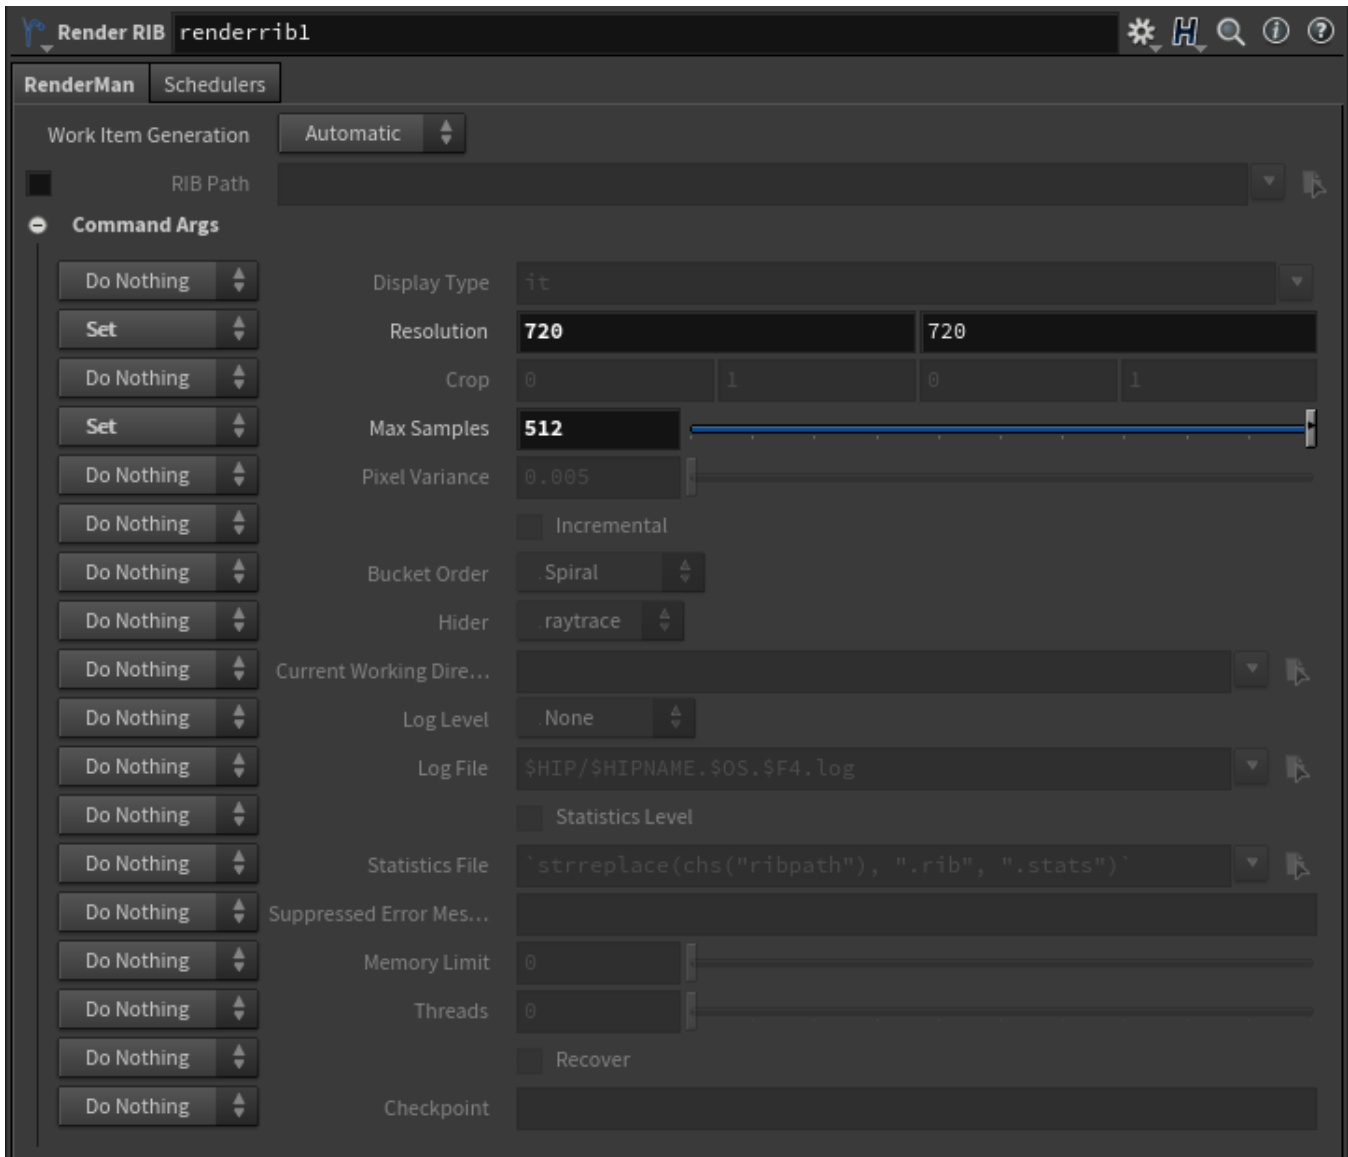 Render RIB renderrib1
RenderMan Schedulers
Work Item Generation Automatic
RIB Path
Command Args
Do Nothing Display Type it
Set Resolution 720 720
Do Nothing Crop 0 1 0 1
Set Max Samples 512
Do Nothing Pixel Variance 0.005
Do Nothing Incremental
Do Nothing Bucket Order Spiral
Do Nothing Hider raytrace
Do Nothing Current Working Dire...
Do Nothing Log Level None
Do Nothing Log File $HIP/$HIPNAME.$OS.$F4.log
Do Nothing Statistics Level
Do Nothing Statistics File `strreplace(chs("ribpath"), ".rib", ".stats")`
Do Nothing Suppressed Error Mes...
Do Nothing Memory Limit 0
Do Nothing Threads 0
Do Nothing Recover
Do Nothing Checkpoint